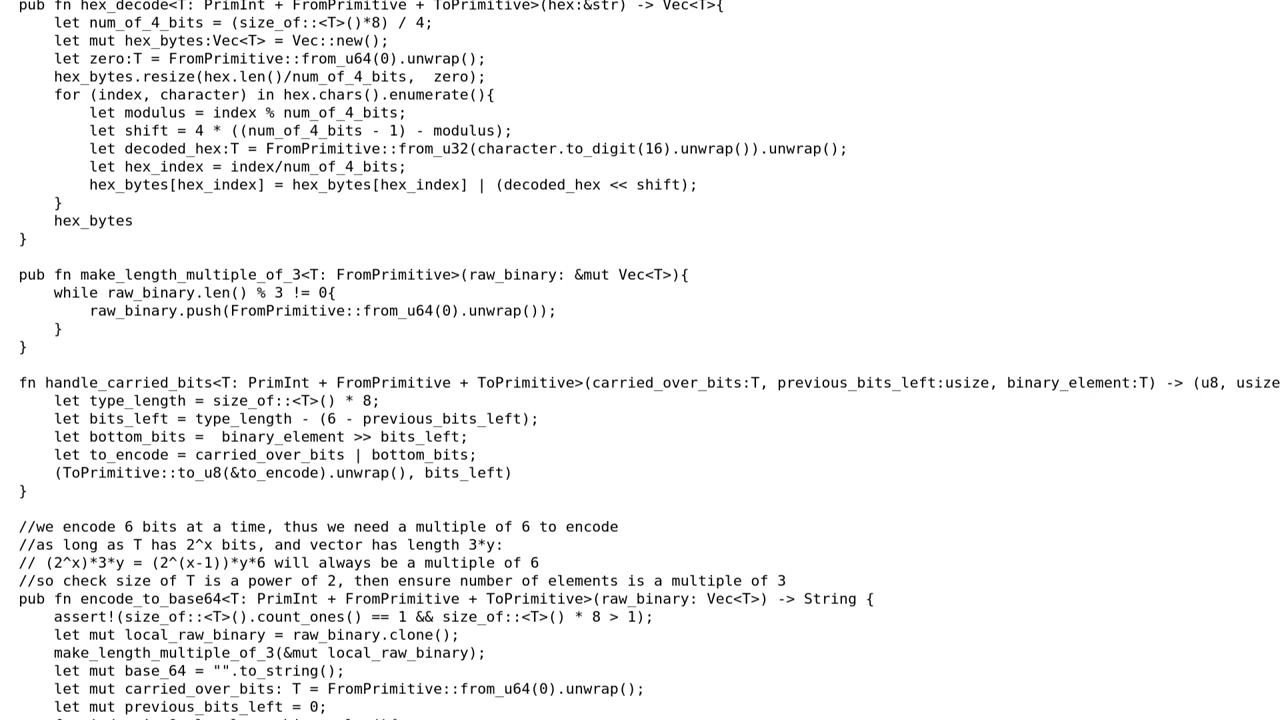 pub fn hex_decode<T: PrimInt + FromPrimitive + ToPrimitive>(hex:&str) -> Vec<T>{
    let num_of_4_bits = (size_of::<T>()*8) / 4;
    let mut hex_bytes:Vec<T> = Vec::new();
    let zero:T = FromPrimitive::from_u64(0).unwrap();
    hex_bytes.resize(hex.len()/num_of_4_bits,  zero);
    for (index, character) in hex.chars().enumerate(){
        let modulus = index % num_of_4_bits;
        let shift = 4 * ((num_of_4_bits - 1) - modulus);
        let decoded_hex:T = FromPrimitive::from_u32(character.to_digit(16).unwrap()).unwrap();
        let hex_index = index/num_of_4_bits;
        hex_bytes[hex_index] = hex_bytes[hex_index] | (decoded_hex << shift);
    }
    hex_bytes
}

pub fn make_length_multiple_of_3<T: FromPrimitive>(raw_binary: &mut Vec<T>){
    while raw_binary.len() % 3 != 0{
        raw_binary.push(FromPrimitive::from_u64(0).unwrap());
    }
}

fn handle_carried_bits<T: PrimInt + FromPrimitive + ToPrimitive>(carried_over_bits:T, previous_bits_left:usize, binary_element:T) -> (u8, usize
    let type_length = size_of::<T>() * 8;
    let bits_left = type_length - (6 - previous_bits_left);
    let bottom_bits =  binary_element >> bits_left;
    let to_encode = carried_over_bits | bottom_bits;
    (ToPrimitive::to_u8(&to_encode).unwrap(), bits_left)
}

//we encode 6 bits at a time, thus we need a multiple of 6 to encode
//as long as T has 2^x bits, and vector has length 3*y:
// (2^x)*3*y = (2^(x-1))*y*6 will always be a multiple of 6
//so check size of T is a power of 2, then ensure number of elements is a multiple of 3
pub fn encode_to_base64<T: PrimInt + FromPrimitive + ToPrimitive>(raw_binary: Vec<T>) -> String {
    assert!(size_of::<T>().count_ones() == 1 && size_of::<T>() * 8 > 1);
    let mut local_raw_binary = raw_binary.clone();
    make_length_multiple_of_3(&mut local_raw_binary);
    let mut base_64 = "".to_string();
    let mut carried_over_bits: T = FromPrimitive::from_u64(0).unwrap();
    let mut previous_bits_left = 0;